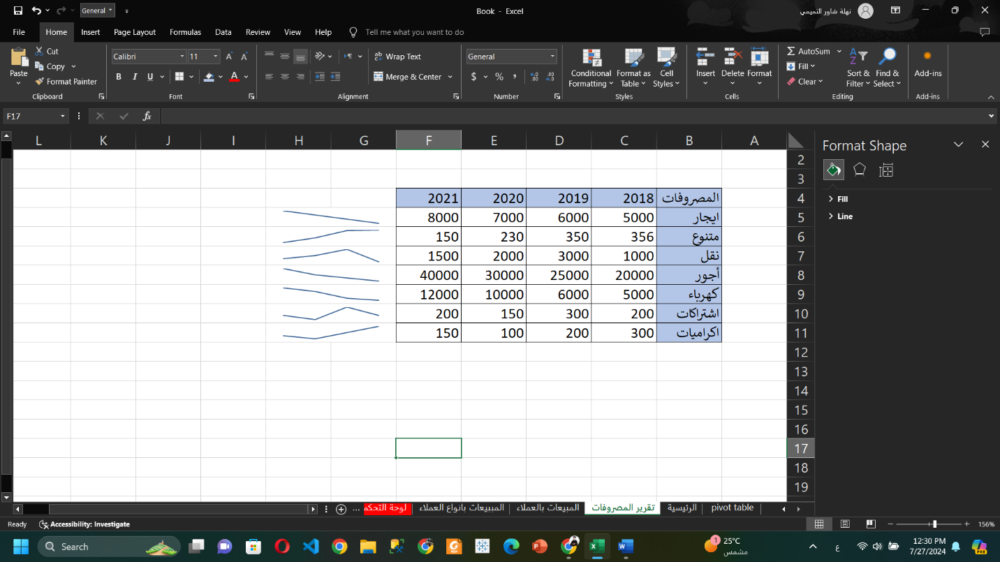 General
Book - Excel
نهلة شاور التميمي
File Home Insert Page Layout Formulas Data Review View Help Tell me what you want to do
Paste
Cut
Copy
Format Painter
Clipboard
Calibri 11
B I U
Font
Wrap Text
Merge & Center
Alignment
General
$ % ,
Number
Conditional Formatting
Format as Table
Cell Styles
Styles
Insert Delete Format
Cells
AutoSum
Fill
Clear
Sort & Filter
Find & Select
Editing
Add-ins
Add-ins
F17
fx
L K J I H G F E D C B A
2
3
4
5
6
7
8
9
10
11
12
13
14
15
16
17
18
19
المصروفات 2018 2019 2020 2021
ايجار 5000 6000 7000 8000
متنوع 356 350 230 150
نقل 1000 3000 2000 1500
أجور 20000 25000 30000 40000
كهرباء 5000 6000 10000 12000
اشتراكات 200 300 150 200
اكراميات 300 200 100 150
Format Shape
Fill
Line
pivot table
الرئيسية
تقرير المصروفات
المبيعات بالعملاء
المبيعات بانواع العملاء
لوحة التحكم
...
Ready
Accessibility: Investigate
156%
Search
1
25°C
مشمس
ع
12:30 PM
7/27/2024
PRE